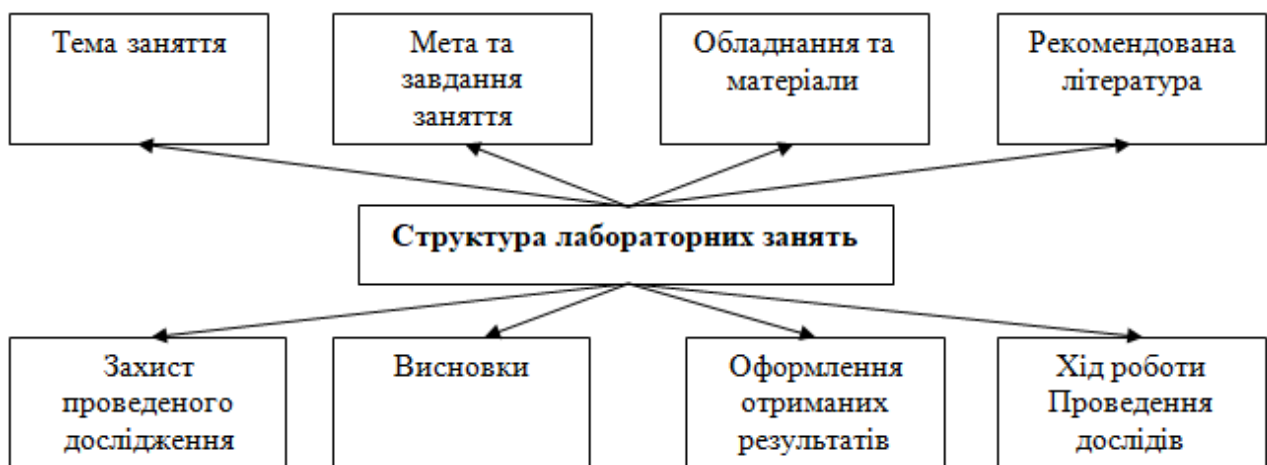 Тема заняття
Мета та
завдання
заняття
Обладнання та
матеріали
Рекомендована
література
Структура лабораторних занять
Захист
проведеного
дослідження
Висновки
Оформлення
отриманих
результатів
Хід роботи
Проведення
дослідів